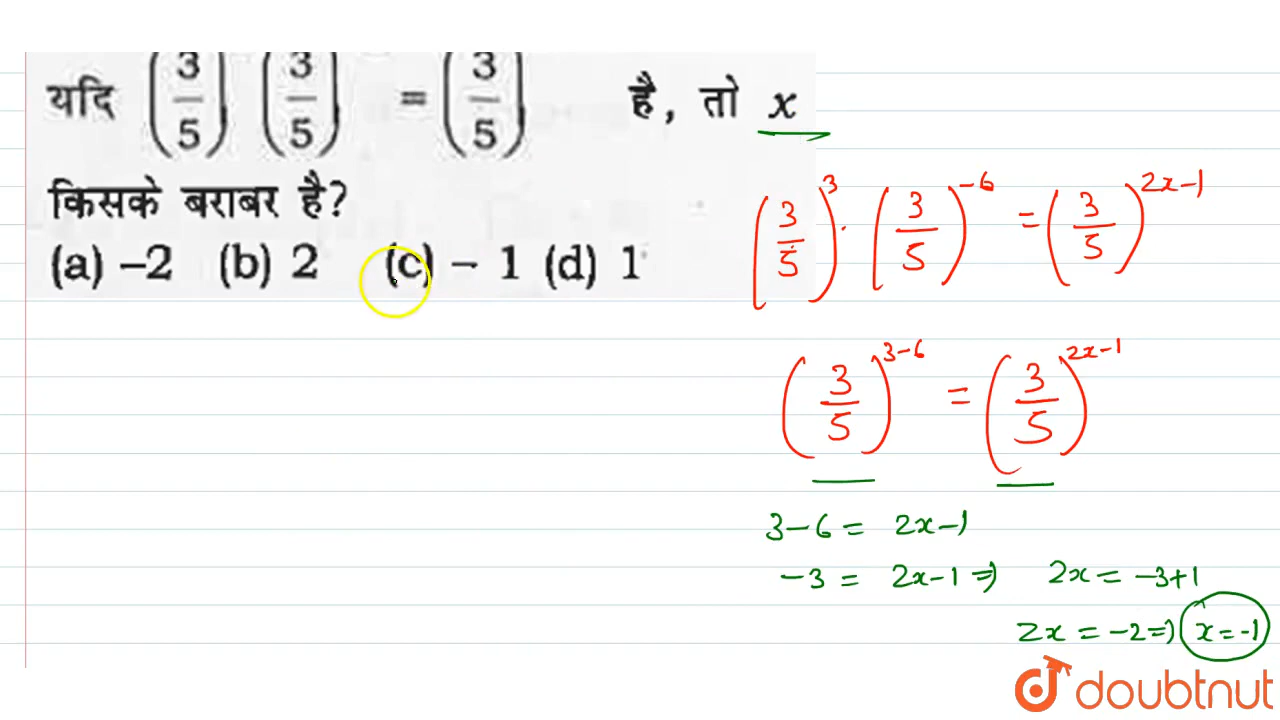 यदि (3/5) (3/5) = (3/5) है, तो x
किसके बराबर है?
(a) –2 (b) 2 (c) – 1 (d) 1
(3/5)³ · (3/5)⁻⁶ = (3/5)²ˣ⁻¹
(3/5)³⁻⁶ = (3/5)²ˣ⁻¹
3–6 = 2x–1
–3 = 2x–1 ⇒ 2x = –3+1
2x = –2 ⇒ x = –1
doubtnut